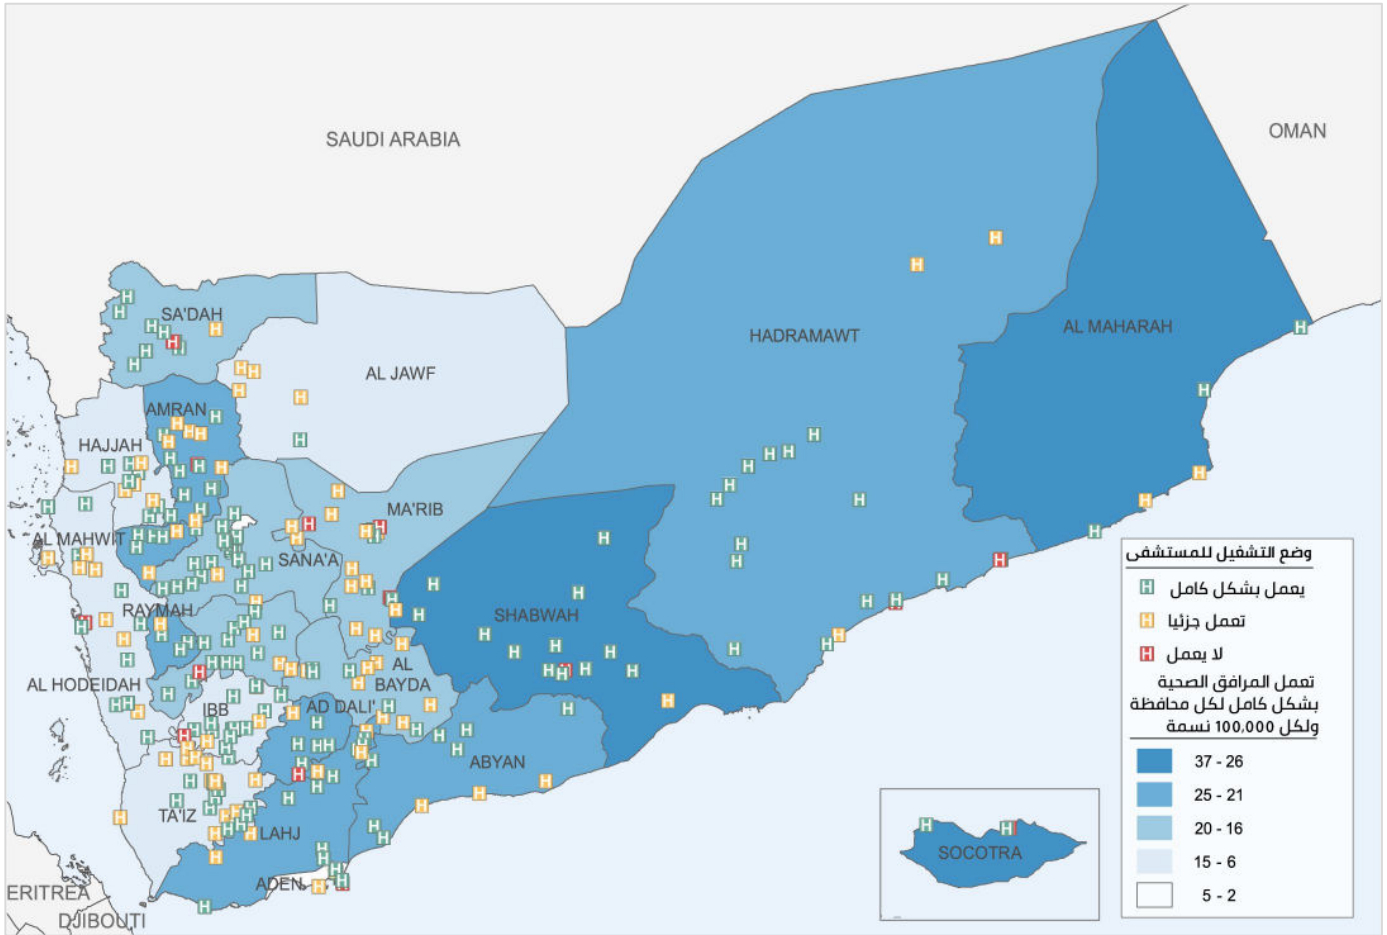 SAUDI ARABIA
OMAN
SA'DAH
HADRAMAWT
AL MAHARAH
AL JAWF
AMRAN
HAJJAH
MA'RIB
AL MAHWIT
SANA'A
SHABWAH
RAYMAH
AL
BAYDA
AL HODEIDAH
IBB
AD DALI'
ABYAN
TA'IZ
LAHJ
ADEN
SOCOTRA
ERITREA
DJIBOUTI
وضع التشغيل للمستشفى
H يعمل بشكل كامل
H تعمل جزئيا
H لا يعمل
تعمل المرافق الصحية
بشكل كامل لكل محافظة
ولكل 100,000 نسمة
37 - 26
25 - 21
20 - 16
15 - 6
5 - 2